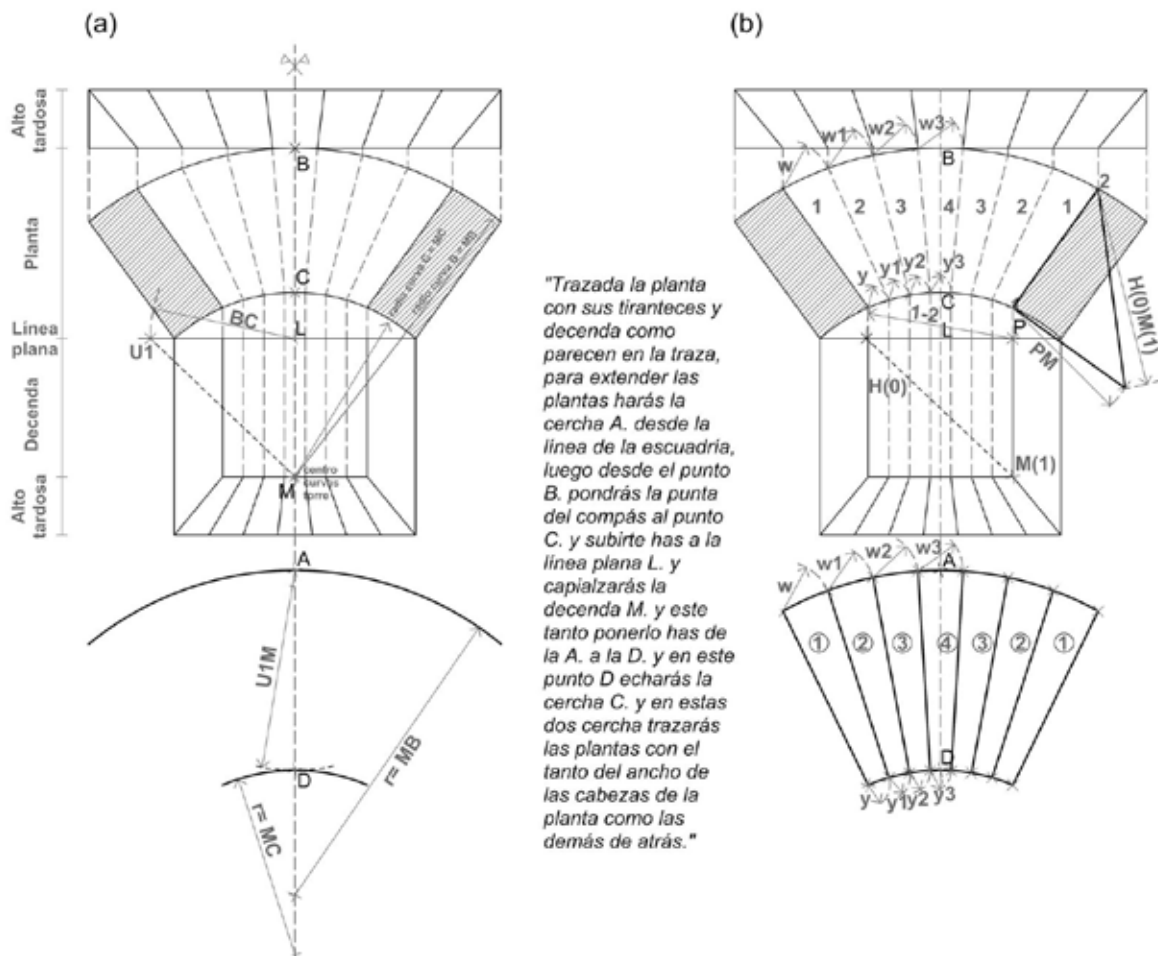 (a)
Alto
tardosa
Planta
Línea
plana
Decenda
Alto
tardosa
B
C
BC
L
U1
radio curva C = MC
radio curva B = MB
M
centro
curvas
torre
A
U1M
r= MB
D
r= MC
"Trazada la planta
con sus tiranteces y
decenda como
parecen en la traza,
para extender las
plantas harás la
cercha A. desde la
línea de la escuadría,
luego desde el punto
B. pondrás la punta
del compás al punto
C. y subirte has a la
línea plana L. y
capialzarás la
decenda M. y este
tanto ponerlo has de
la A. a la D. y en este
punto D echarás la
cercha C. y en estas
dos cercha trazarás
las plantas con el
tanto del ancho de
las cabezas de la
planta como las
demás de atrás."
(b)
w w1 w2 w3
B
1 2 3 4 3 2 1
2
y y1 y2 y3
C
1-2
L
P
PM
H(0)M(1)
H(0)
M(1)
w w1 w2 w3
A
1 2 3 4 3 2 1
D
y y1 y2 y3